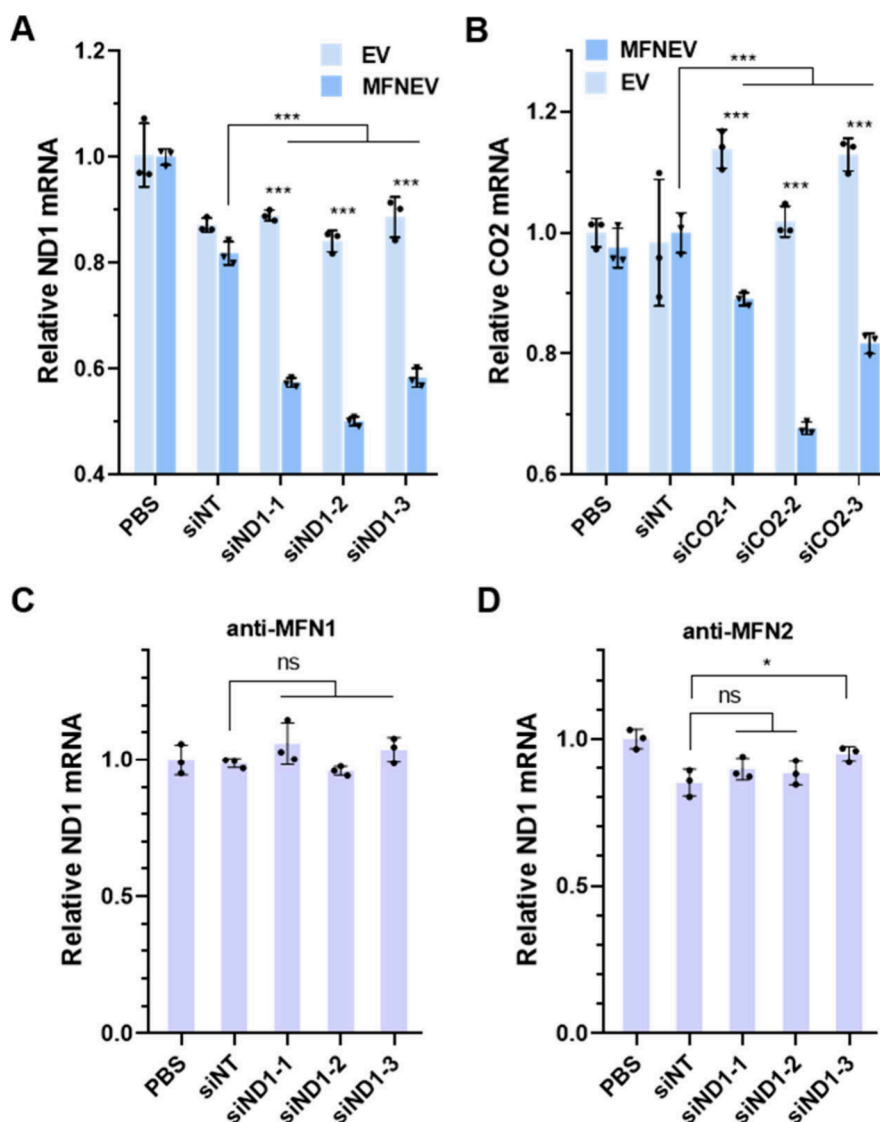 A
EV
MFNEV
Relative ND1 mRNA
1.2
1.0
0.8
0.6
0.4
***
***
***
***
PBS
siNT
siND1-1
siND1-2
siND1-3
B
MFNEV
EV
Relative CO2 mRNA
1.2
1.0
0.8
0.6
***
***
***
***
PBS
siNT
siCO2-1
siCO2-2
siCO2-3
C
anti-MFN1
Relative ND1 mRNA
1.0
0.5
0.0
ns
PBS
siNT
siND1-1
siND1-2
siND1-3
D
anti-MFN2
Relative ND1 mRNA
1.0
0.5
0.0
*
ns
PBS
siNT
siND1-1
siND1-2
siND1-3